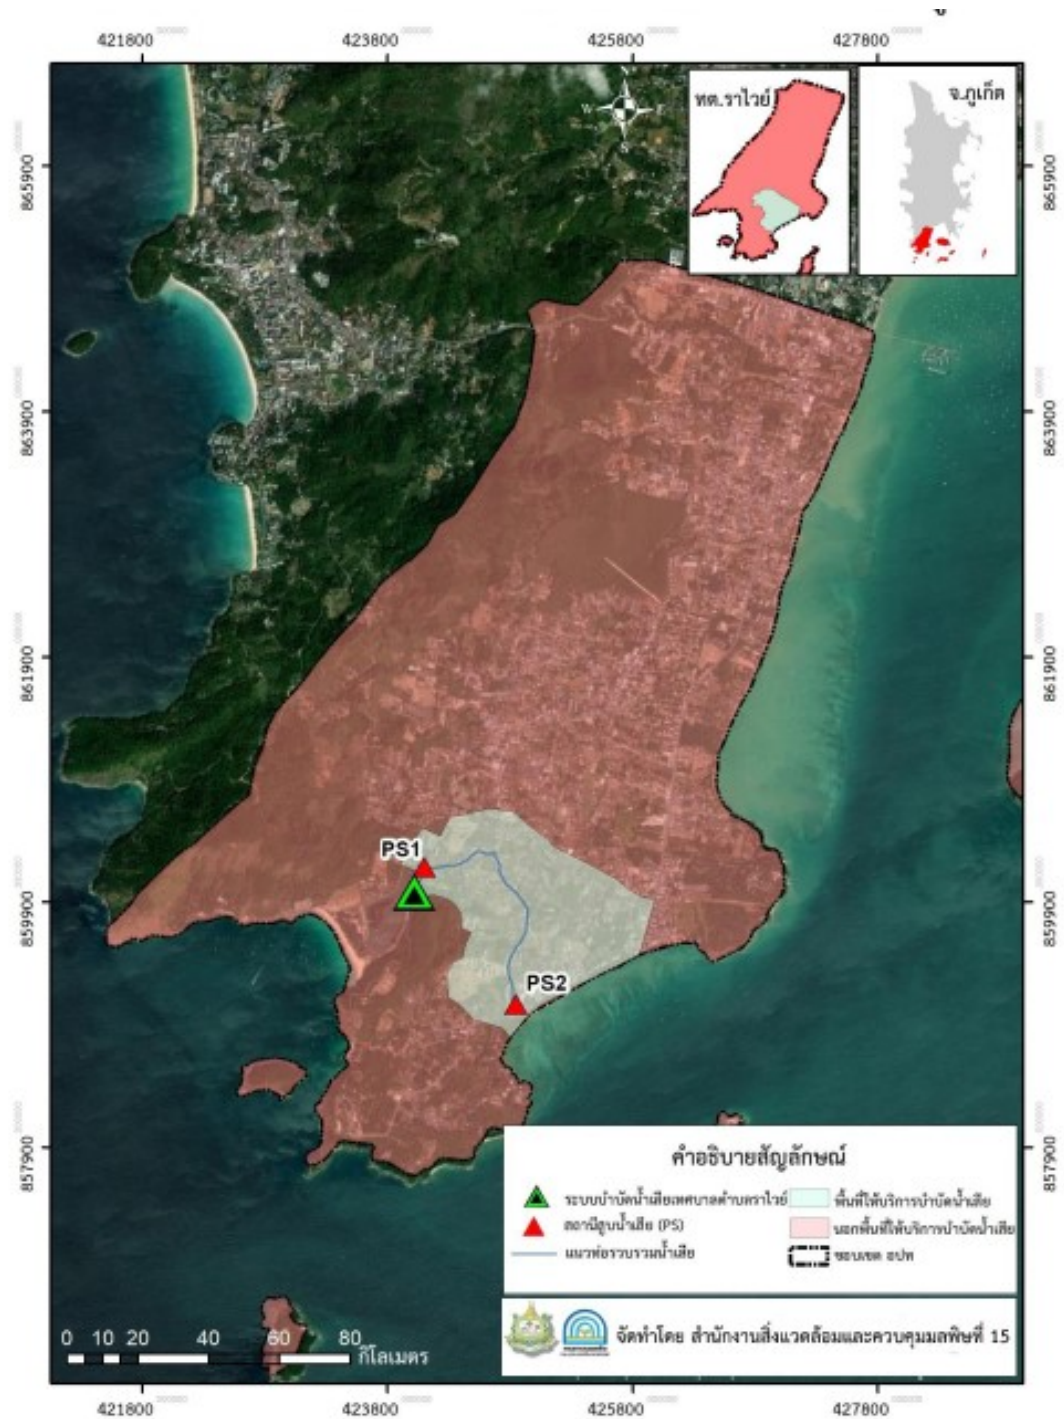 421800 423800 425800 427800
ทต.ราไวย์
จ.ภูเก็ต
W
S
865900 865900
863900 863900
861900 861900
PS1
859900 859900
PS2
857900 857900
คำอธิบายสัญลักษณ์
ระบบบำบัดน้ำเสียเทศบาลตำบลราไวย์
พื้นที่ให้บริการบำบัดน้ำเสีย
สถานีสูบน้ำเสีย (PS)
นอกพื้นที่ให้บริการบำบัดน้ำเสีย
แนวท่อรวบรวมน้ำเสีย
ขอบเขต อปท
จัดทำโดย สำนักงานสิ่งแวดล้อมและควบคุมมลพิษที่ 15
0 10 20 40 60 80
กิโลเมตร
421800 423800 425800 427800